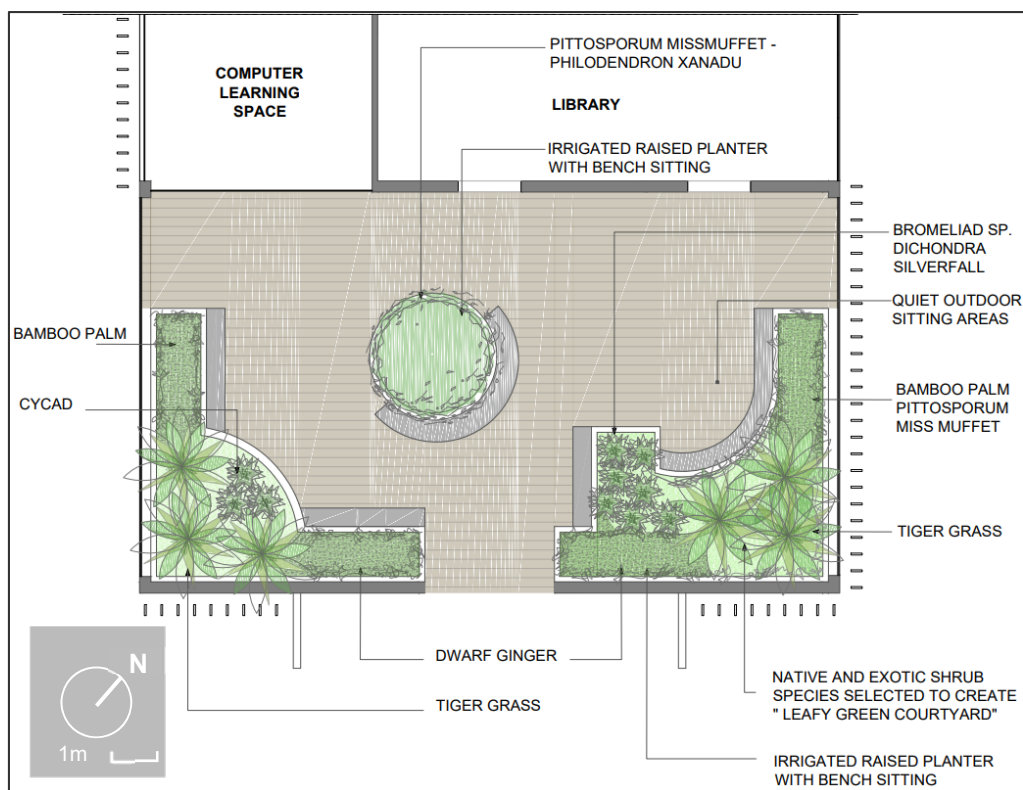 PITTOSPORUM MISSMUFFET -
PHILODENDRON XANADU
COMPUTER
LEARNING
SPACE
LIBRARY
IRRIGATED RAISED PLANTER
WITH BENCH SITTING
BROMELIAD SP.
DICHONDRA
SILVERFALL
QUIET OUTDOOR
SITTING AREAS
BAMBOO PALM
CYCAD
BAMBOO PALM
PITTOSPORUM
MISS MUFFET
TIGER GRASS
DWARF GINGER
TIGER GRASS
NATIVE AND EXOTIC SHRUB
SPECIES SELECTED TO CREATE
" LEAFY GREEN COURTYARD"
IRRIGATED RAISED PLANTER
WITH BENCH SITTING
N
1m